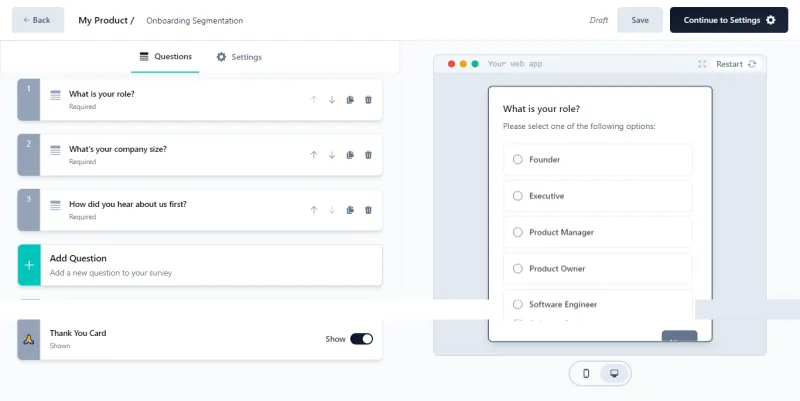 ← Back
My Product / Onboarding Segmentation
Draft
Save
Continue to Settings
Questions
Settings
1
What is your role?
Required
2
What's your company size?
Required
3
How did you hear about us first?
Required
+
Add Question
Add a new question to your survey
Thank You Card
Shown
Show
Your web app
Restart
What is your role?
Please select one of the following options:
Founder
Executive
Product Manager
Product Owner
Software Engineer